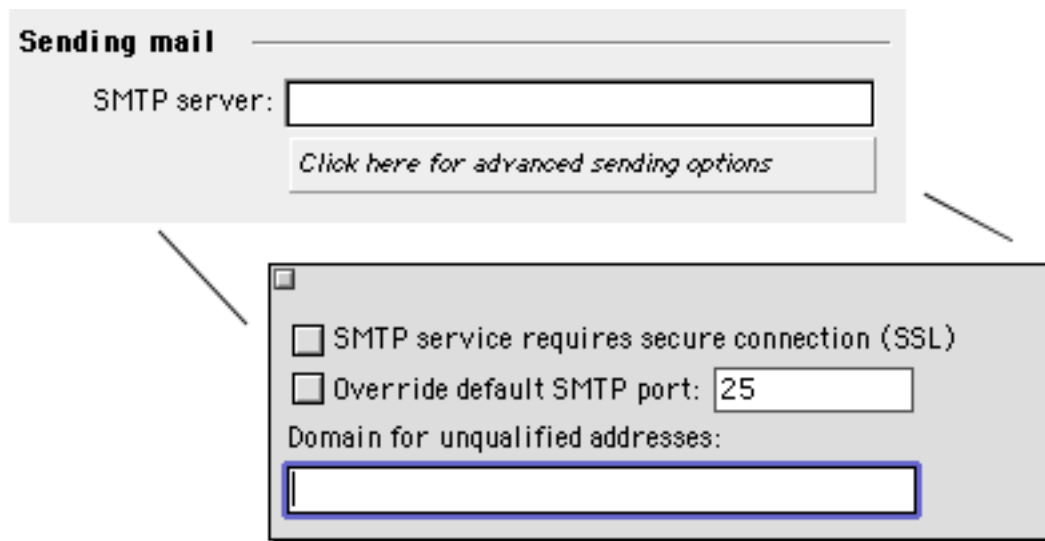 Sending mail
SMTP server:
Click here for advanced sending options
SMTP service requires secure connection (SSL)
Override default SMTP port: 25
Domain for unqualified addresses: